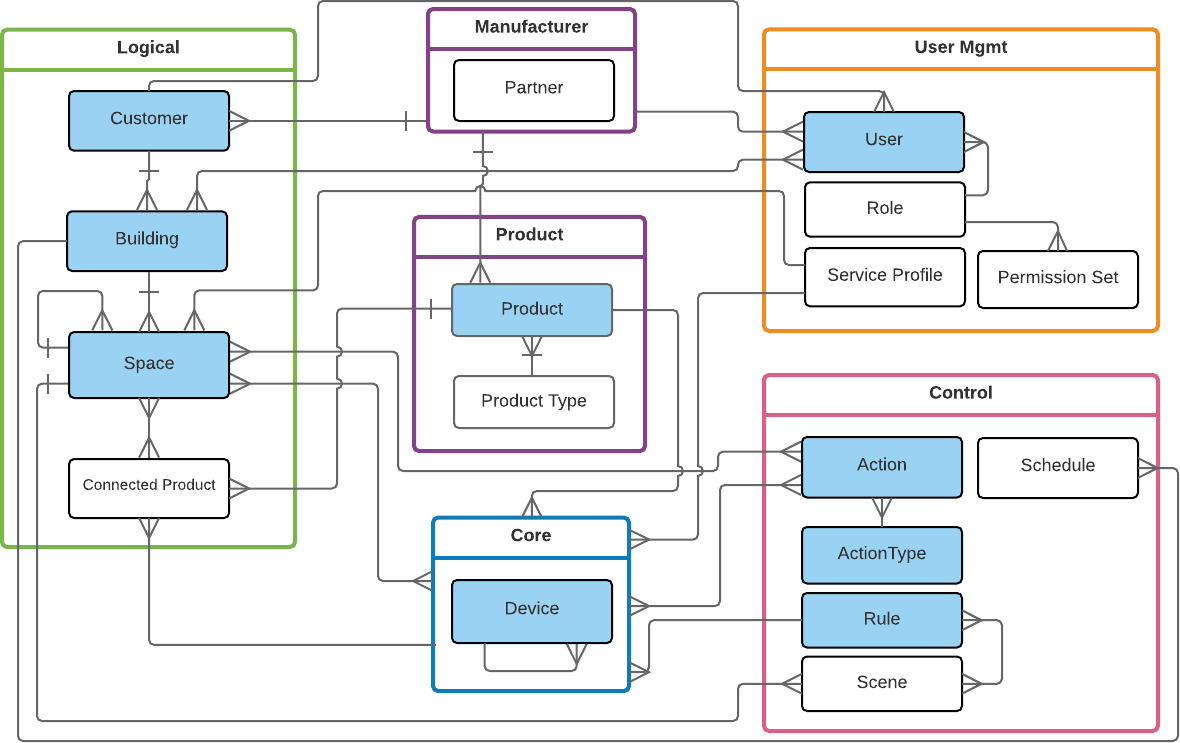 Logical
Customer
Building
Space
Connected Product
Manufacturer
Partner
Product
Product
Product Type
Core
Device
User Mgmt
User
Role
Service Profile
Permission Set
Control
Action
Schedule
ActionType
Rule
Scene